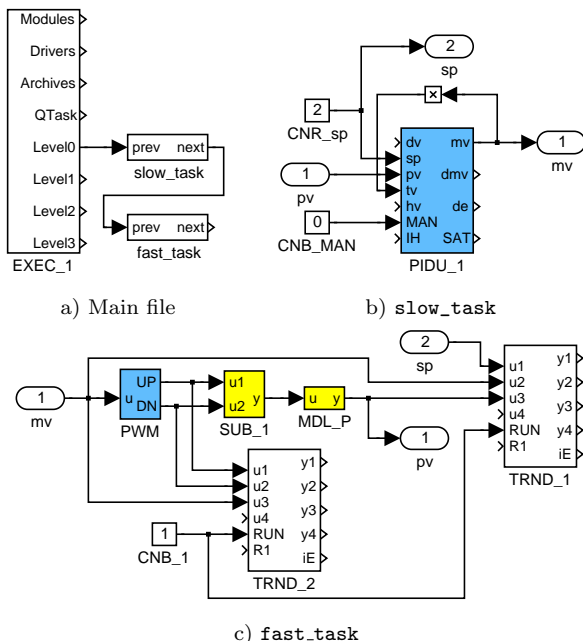 Modules
Drivers
Archives
QTask
Level0
Level1
Level2
Level3
EXEC_1
prev next
slow_task
prev next
fast_task
a) Main file
2
sp
2
CNR_sp
×
1
pv
0
CNB_MAN
dv
sp
pv
tv
hv
MAN
IH
mv
dmv
de
SAT
PIDU_1
1
mv
b) slow_task
1
mv
u
UP
DN
PWM
u1
u2
y
SUB_1
u y
MDL_P
2
sp
1
pv
u1
u2
u3
u4
RUN
R1
y1
y2
y3
y4
iE
TRND_1
u1
u2
u3
u4
RUN
R1
y1
y2
y3
y4
iE
TRND_2
1
CNB_1
c) fast_task